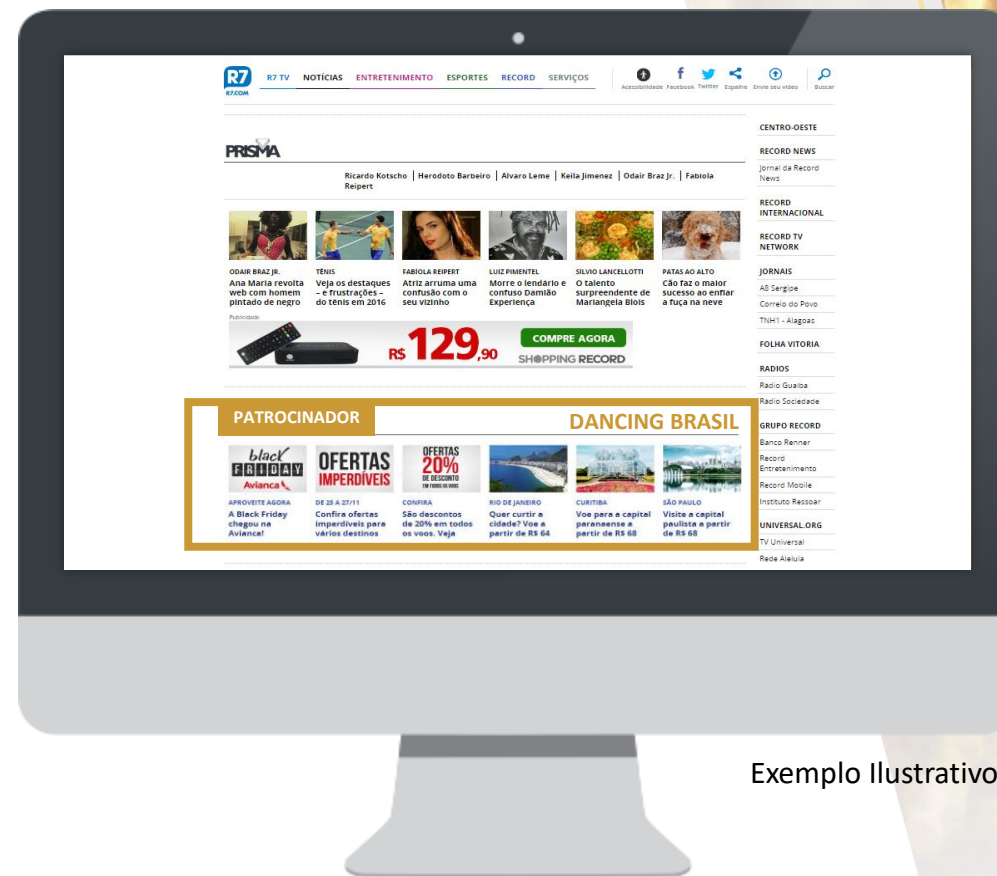 R7
R7.COM
R7 TV NOTÍCIAS ENTRETENIMENTO ESPORTES RECORD SERVIÇOS
Acessibilidade Facebook Twitter Espalhe Envie seu vídeo Buscar
PRISMA
Ricardo Kotscho | Herodoto Barbeiro | Alvaro Leme | Keila Jimenez | Odair Braz Jr. | Fabiola
Reipert
ODAIR BRAZ JR.
Ana Maria revolta
web com homem
pintado de negro
TÊNIS
Veja os destaques
– e frustrações –
do tênis em 2016
FABÍOLA REIPERT
Atriz arruma uma
confusão com o
seu vizinho
LUIZ PIMENTEL
Morre o lendário e
confuso Damião
Experiença
SILVIO LANCELLOTTI
O talento
surpreendente de
Mariangela Blois
PATAS AO ALTO
Cão faz o maior
sucesso ao enfiar
a fuça na neve
Publicidade
R$ 129,90
COMPRE AGORA
SHOPPING RECORD
PATROCINADOR
DANCING BRASIL
black
FRIDAY
Avianca
APROVEITE AGORA
A Black Friday
chegou na
Avianca!
OFERTAS
IMPERDÍVEIS
DE 25 A 27/11
Confira ofertas
imperdíveis para
vários destinos
OFERTAS
20%
DE DESCONTO
EM TODOS OS VOOS
CONFIRA
São descontos
de 20% em todos
os voos. Veja
RIO DE JANEIRO
Quer curtir a
cidade? Voe a
partir de R$ 64
CURITIBA
Voe para a capital
paranaense a
partir de R$ 68
SÃO PAULO
Visite a capital
paulista a partir
de R$ 68
CENTRO-OESTE
RECORD NEWS
Jornal da Record
News
RECORD
INTERNACIONAL
RECORD TV
NETWORK
JORNAIS
A8 Sergipe
Correio do Povo
TNH1 - Alagoas
FOLHA VITORIA
RADIOS
Radio Guaiba
Radio Sociedade
GRUPO RECORD
Banco Renner
Record
Entretenimento
Record Mobile
Instituto Ressoar
UNIVERSAL.ORG
TV Universal
Rede Aleluia
Exemplo Ilustrativo